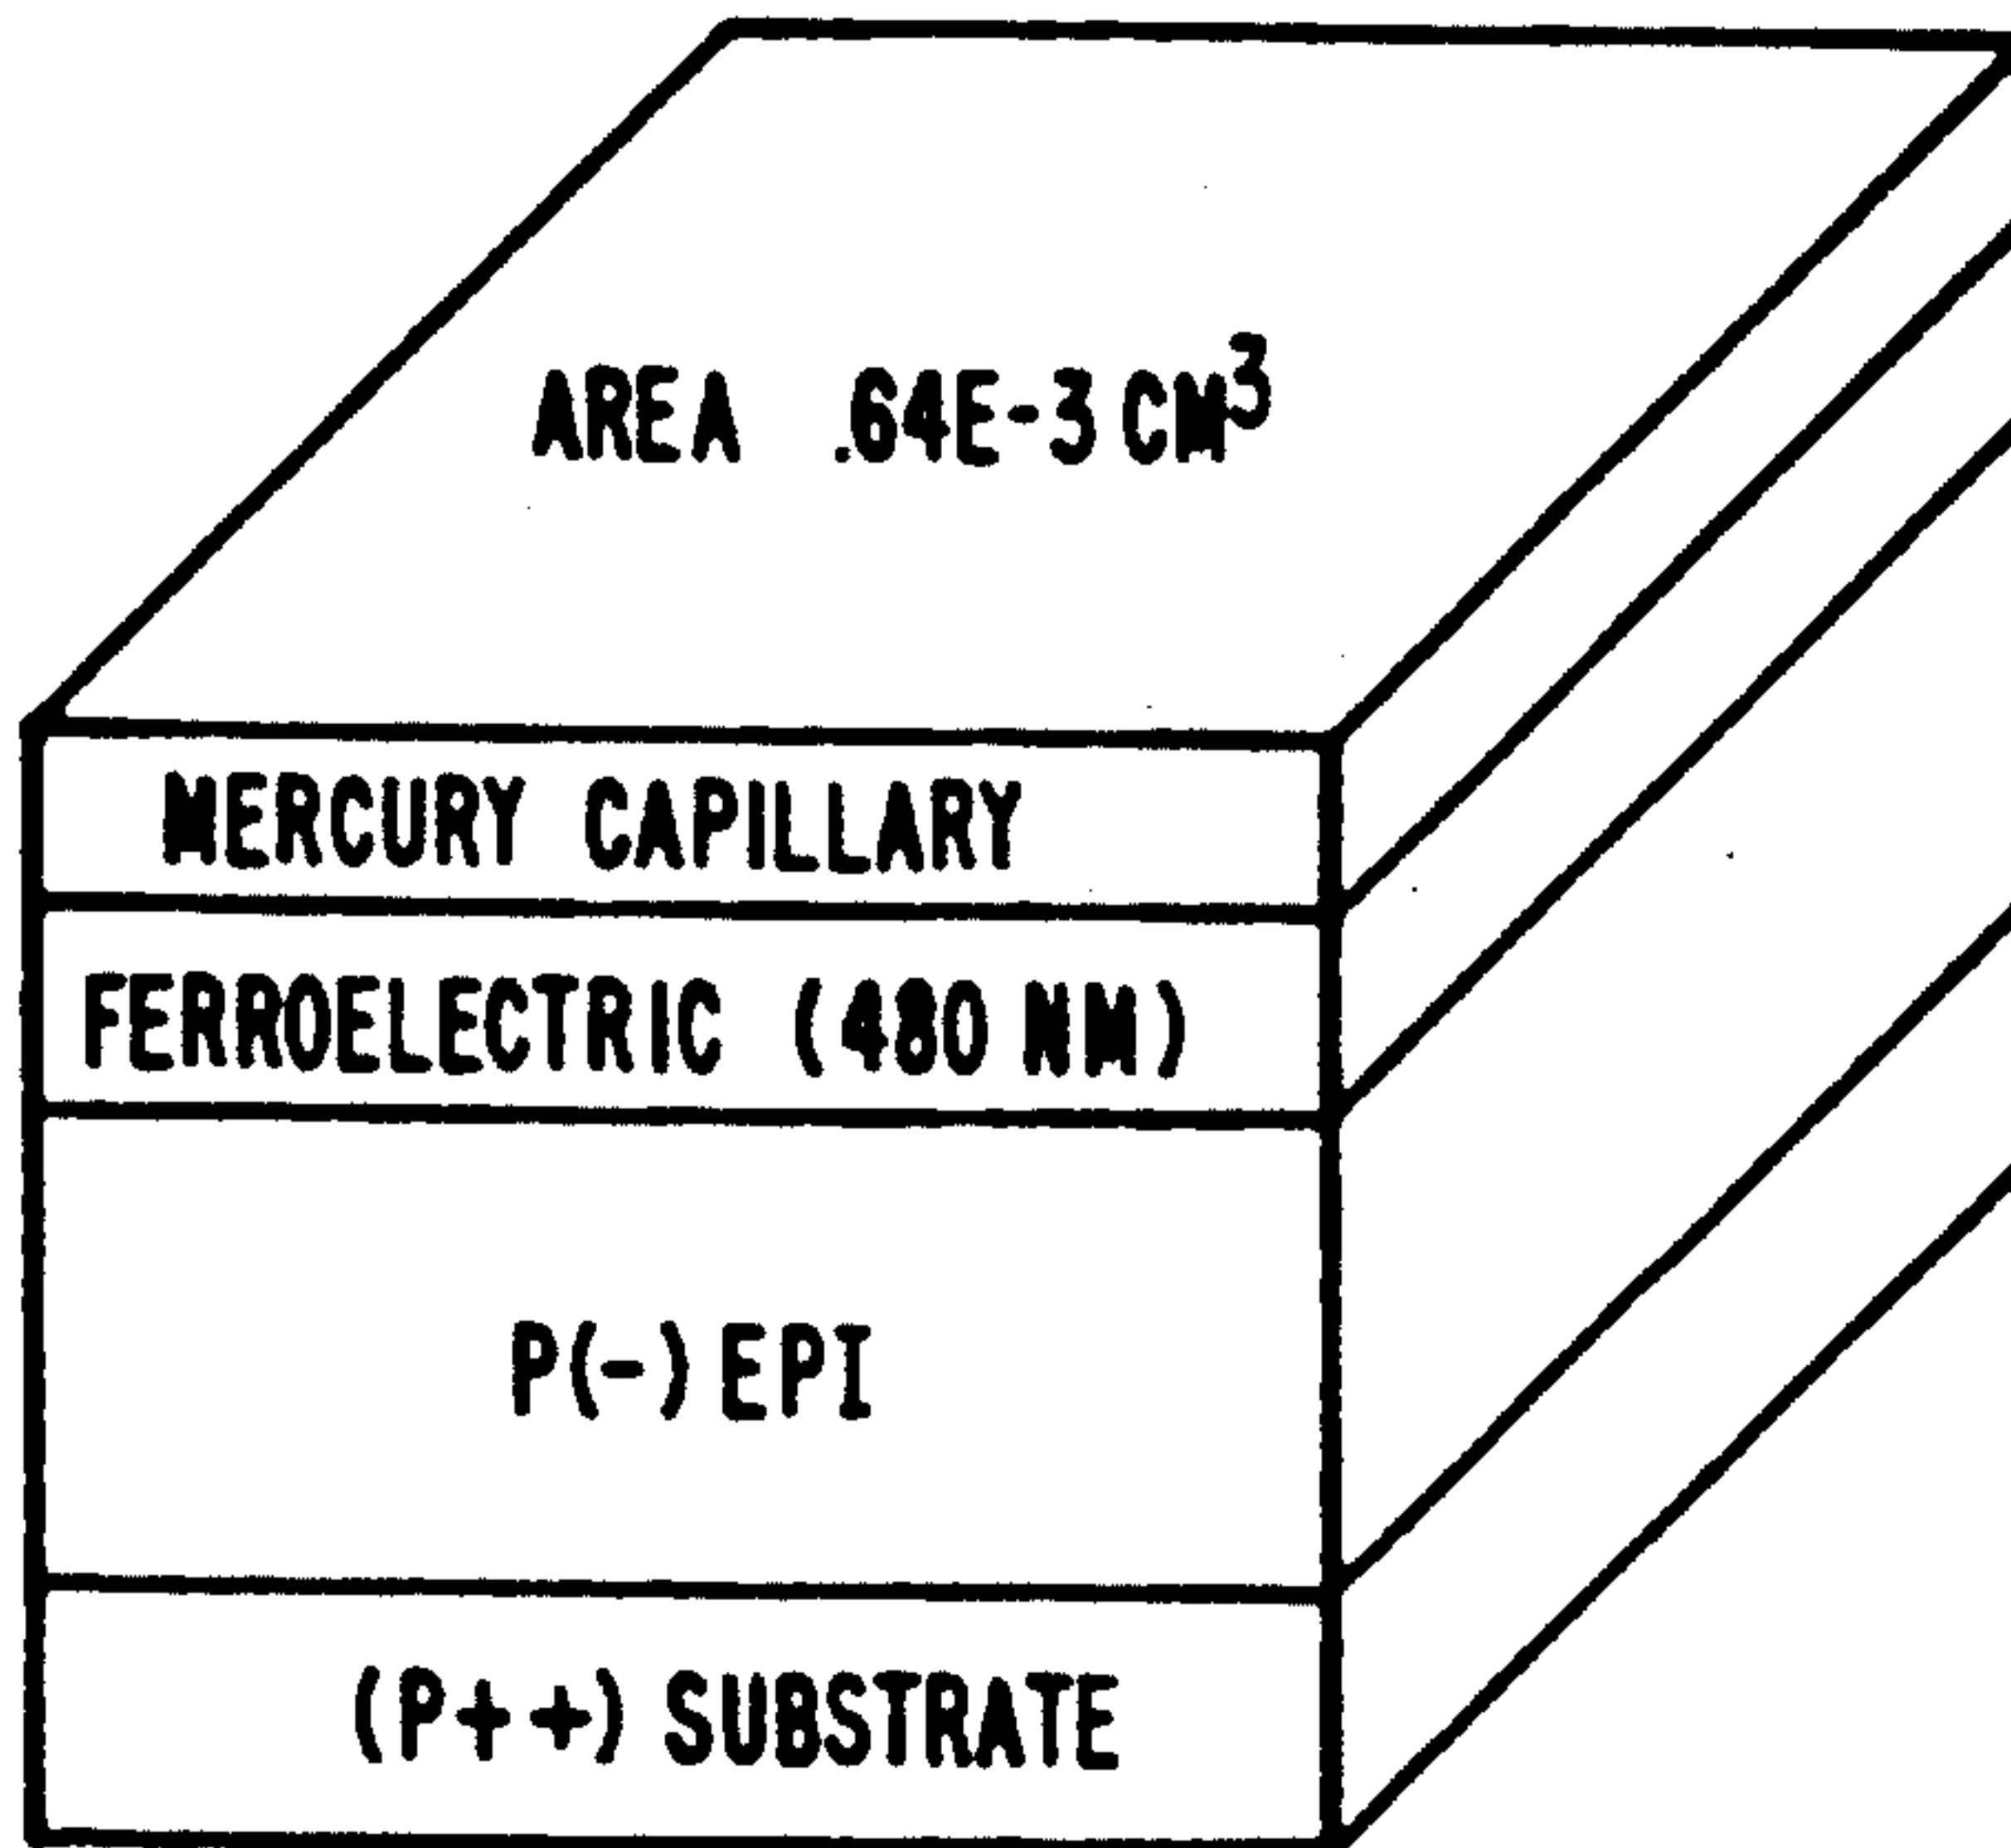 AREA .64E-3 CM³
MERCURY CAPILLARY
FERROELECTRIC (480 NM)
P(-) EPI
(P++) SUBSTRATE